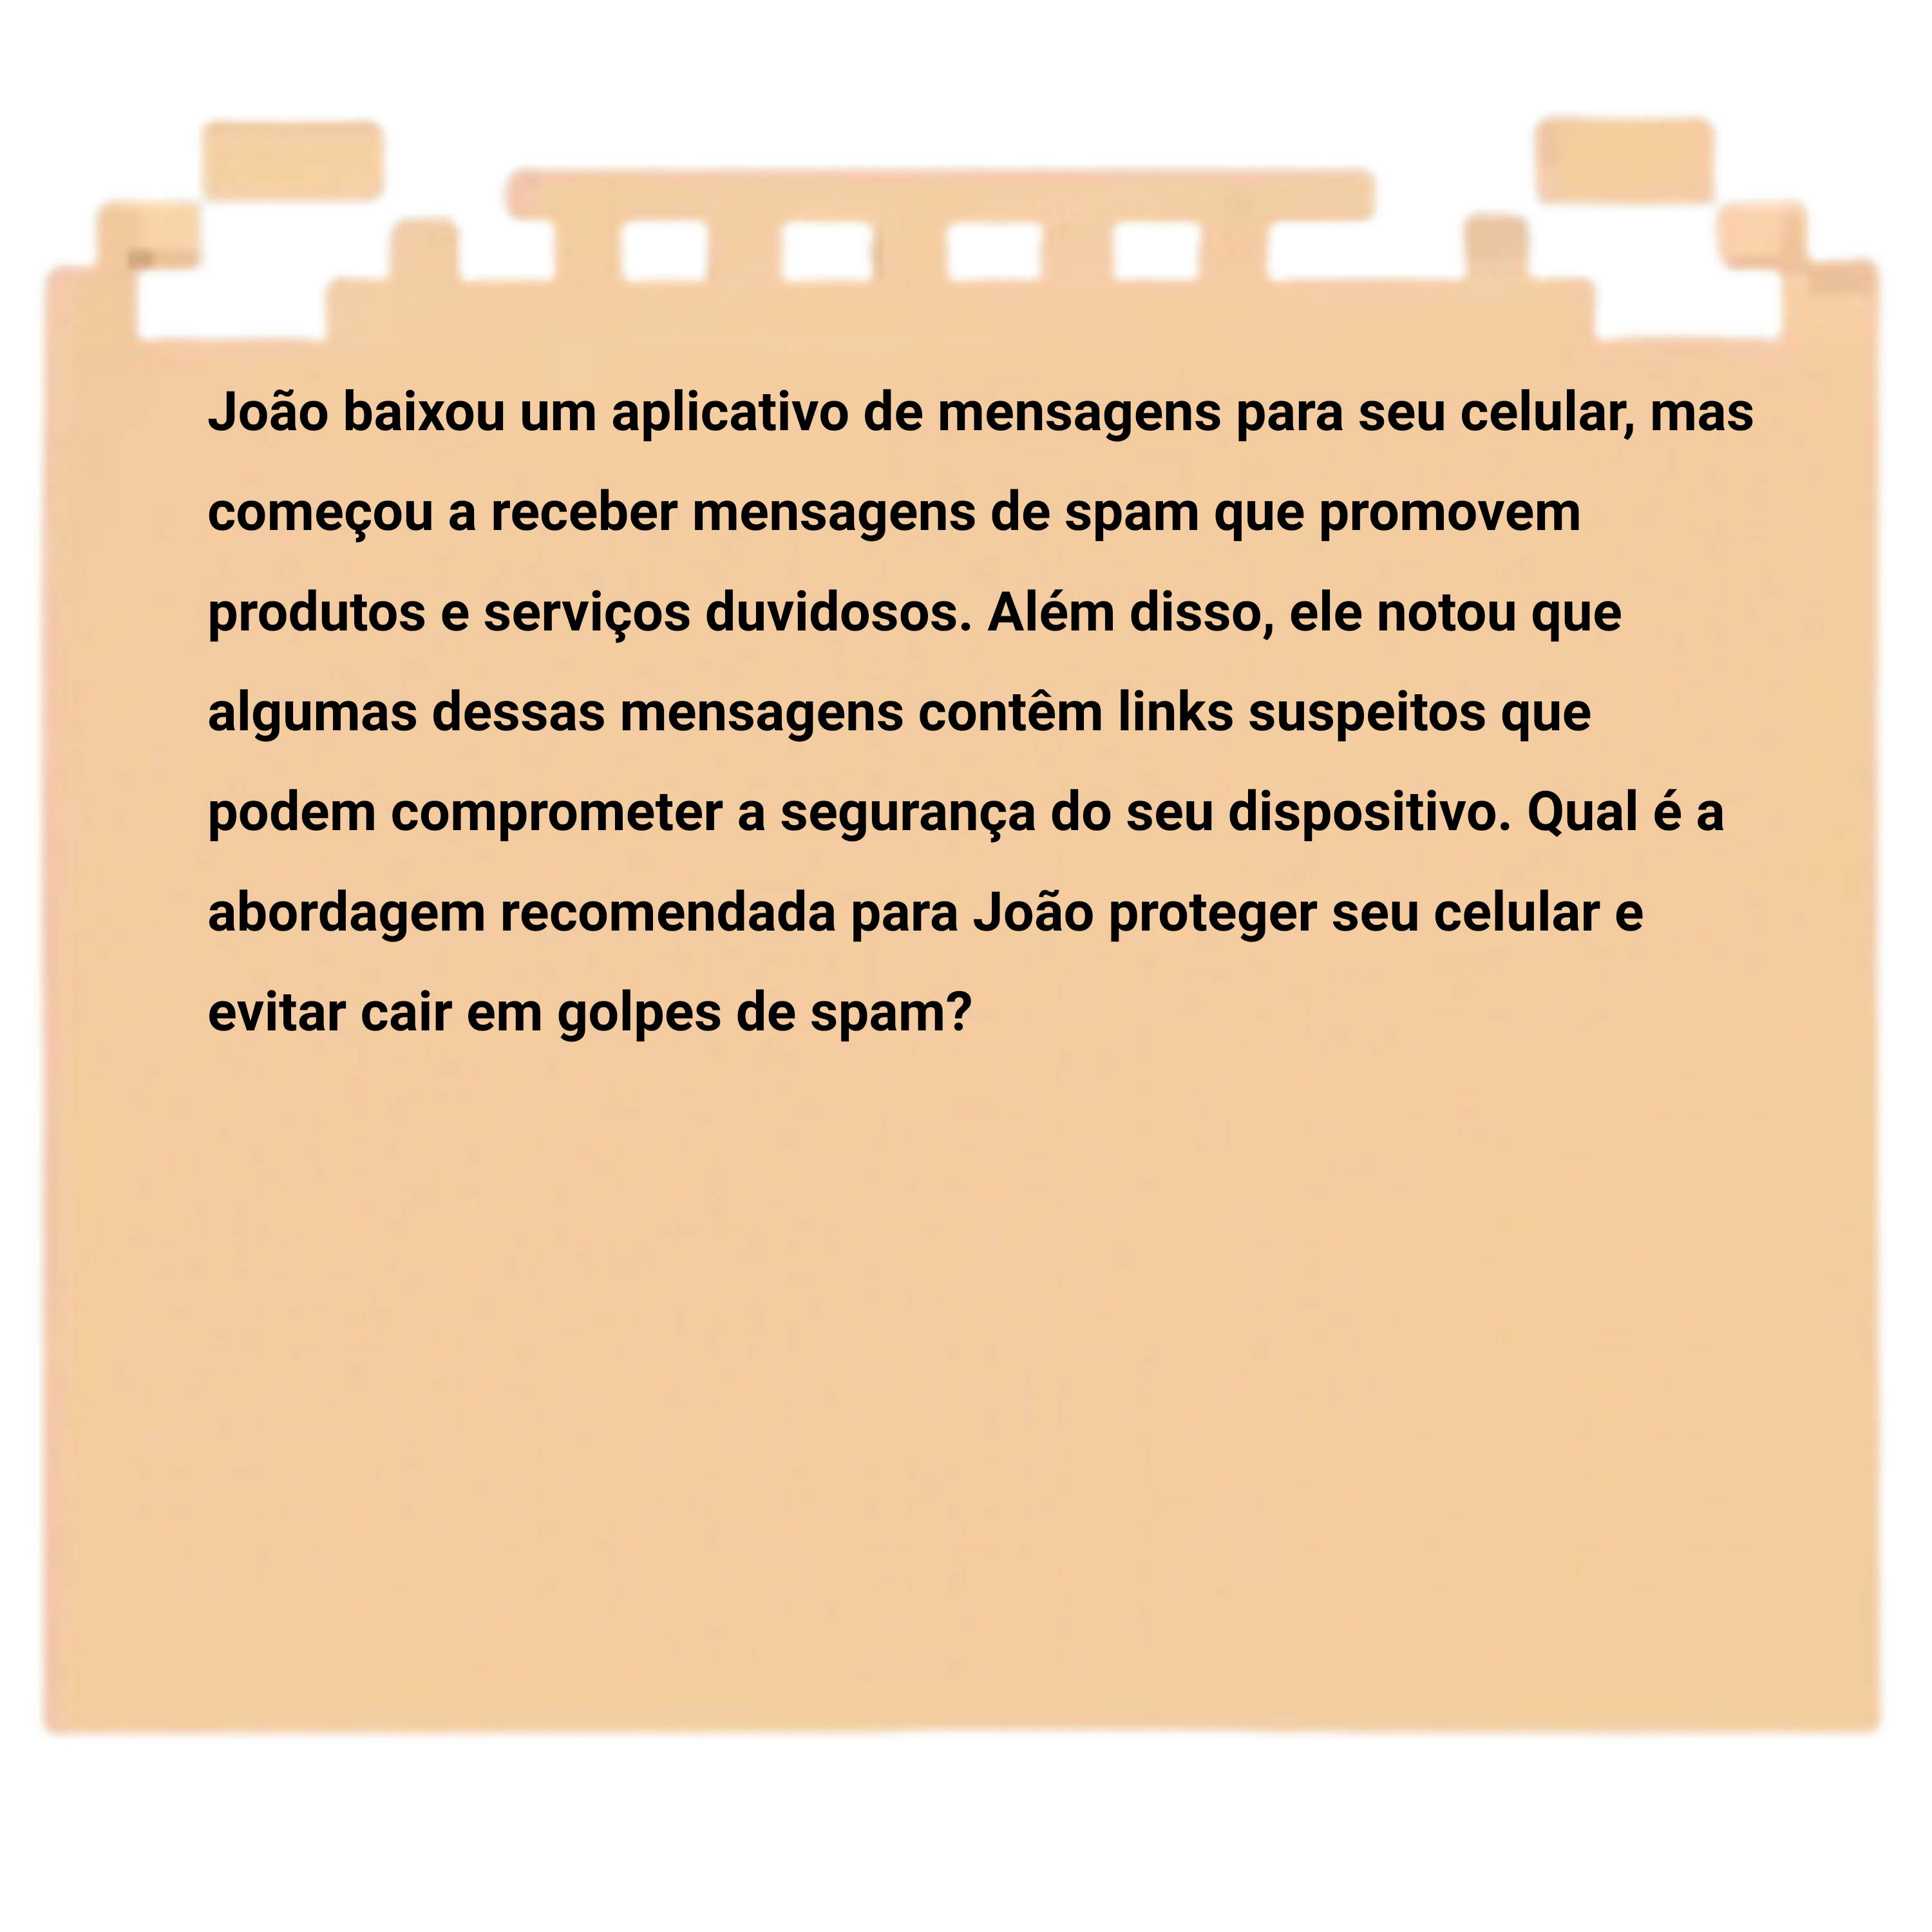 João baixou um aplicativo de mensagens para seu celular, mas
começou a receber mensagens de spam que promovem
produtos e serviços duvidosos. Além disso, ele notou que
algumas dessas mensagens contêm links suspeitos que
podem comprometer a segurança do seu dispositivo. Qual é a
abordagem recomendada para João proteger seu celular e
evitar cair em golpes de spam?